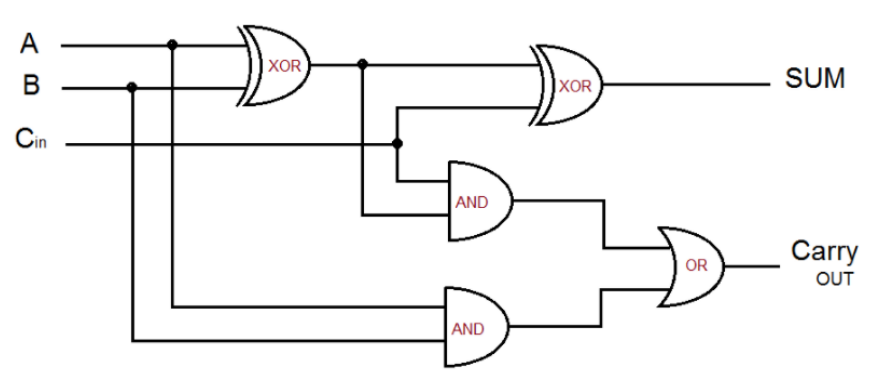 A
XOR
XOR
SUM
B
Cin
AND
Carry
OUT
OR
AND